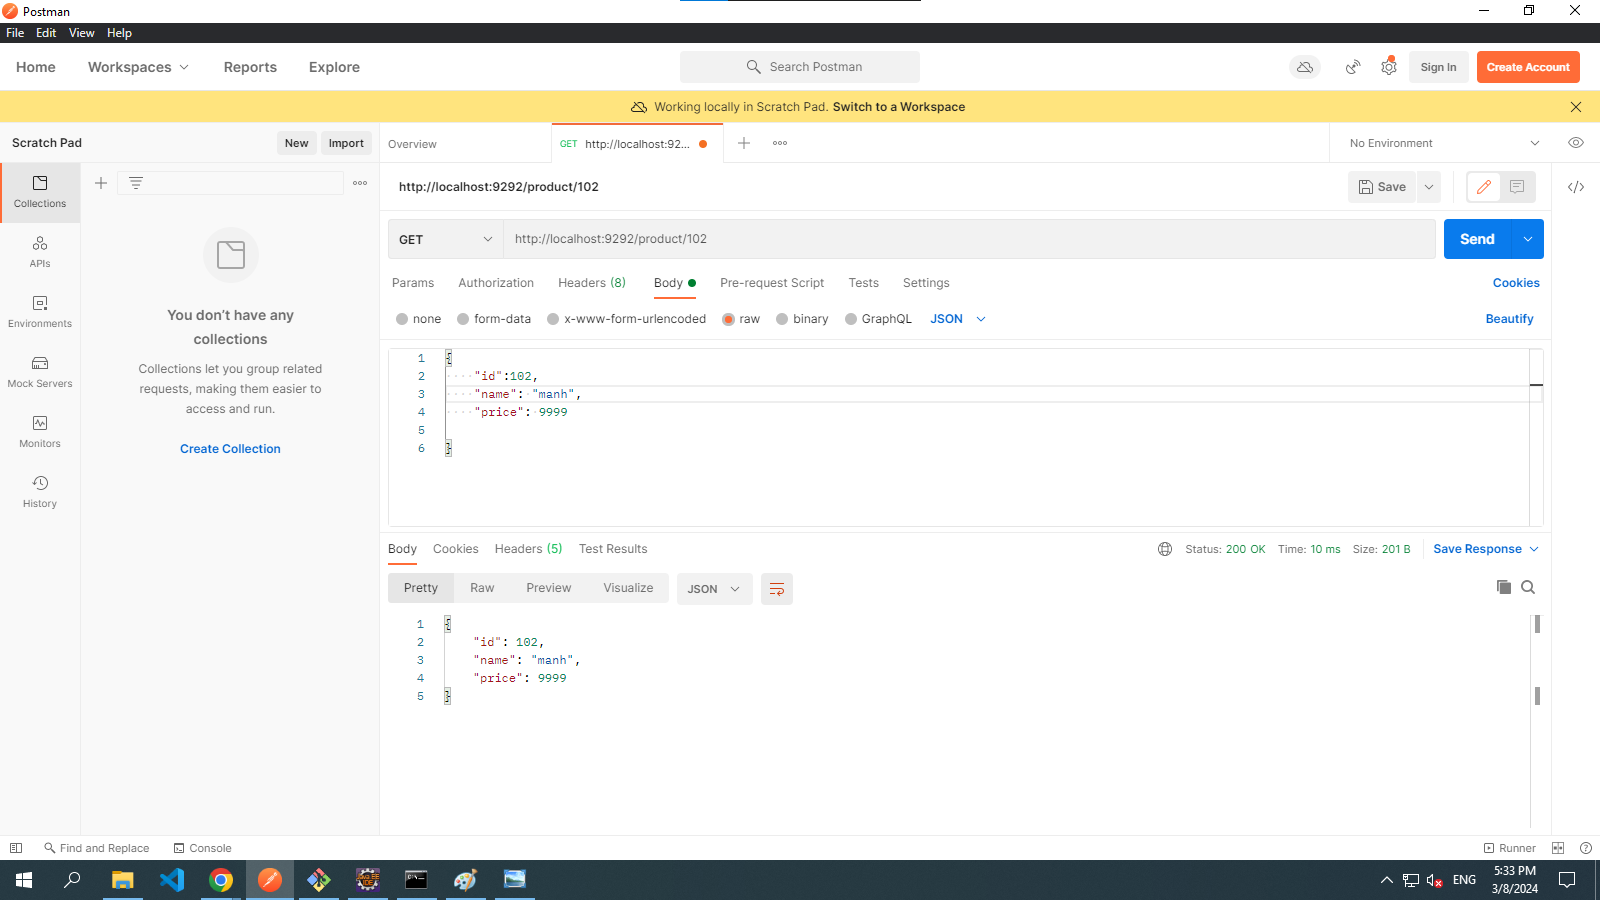 Postman
File Edit View Help
Home Workspaces Reports Explore Search Postman Sign In Create Account
Working locally in Scratch Pad. Switch to a Workspace
Scratch Pad New Import Overview GET http://localhost:92... No Environment
http://localhost:9292/product/102 Save
GET http://localhost:9292/product/102 Send
Params Authorization Headers (8) Body Pre-request Script Tests Settings Cookies
none form-data x-www-form-urlencoded raw binary GraphQL JSON Beautify
1 {
2 "id":102,
3 "name": "manh",
4 "price": 9999
5
6 }
Collections
APIs
Environments
Mock Servers
Monitors
History
You don't have any
collections
Collections let you group related
requests, making them easier to
access and run.
Create Collection
Body Cookies Headers (5) Test Results Status: 200 OK Time: 10 ms Size: 201 B Save Response
Pretty Raw Preview Visualize JSON
1 {
2 "id": 102,
3 "name": "manh",
4 "price": 9999
5 }
Find and Replace Console Runner
ENG 5:33 PM
3/8/2024